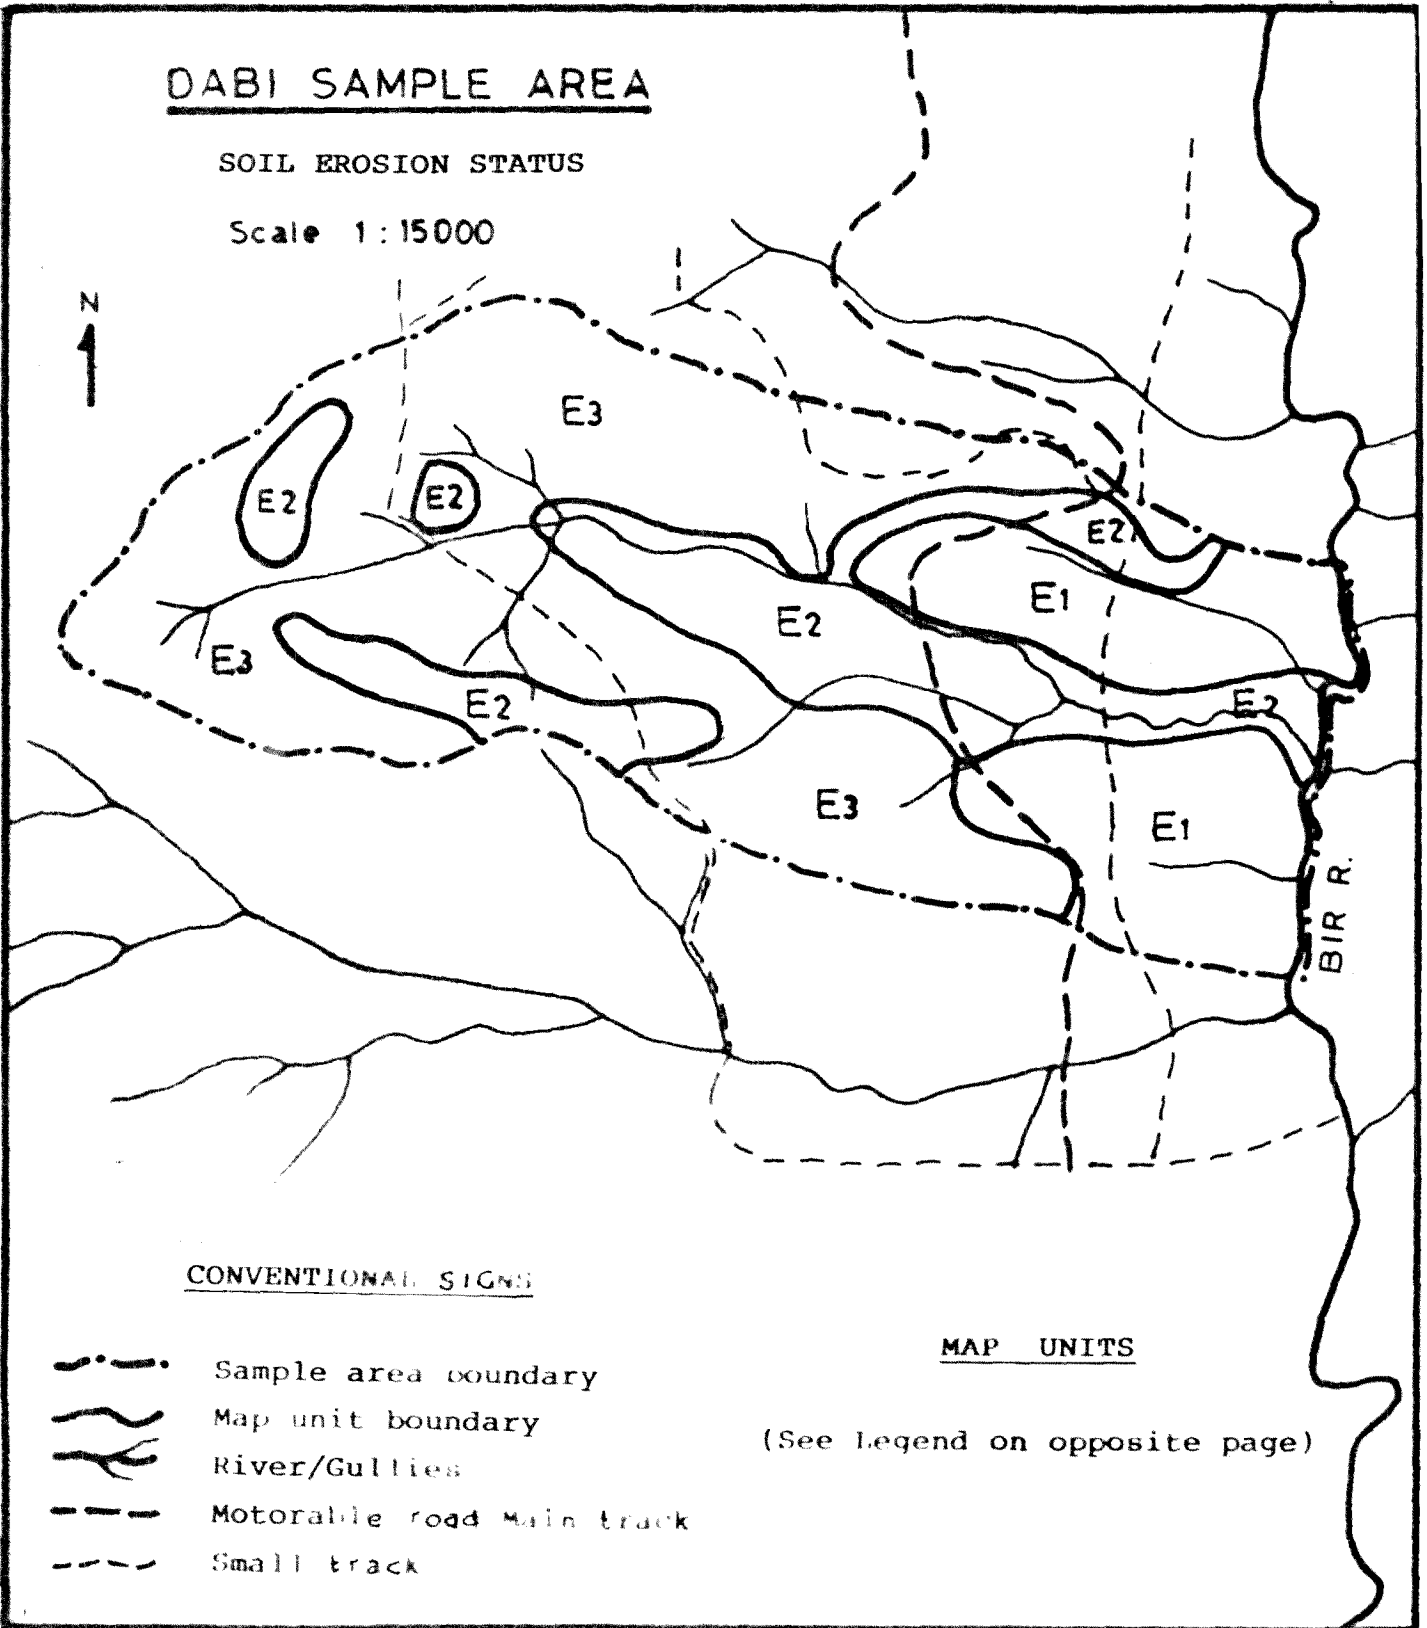 DABI SAMPLE AREA
SOIL EROSION STATUS
Scale 1:15000
N
E3
E2
E2
E2
E1
E2
E3
E2
E2
E3
E1
BIR R.
CONVENTIONAL SIGNS
Sample area boundary
Map unit boundary
River/Gullies
Motorable road Main track
Small track
MAP UNITS
(See Legend on opposite page)